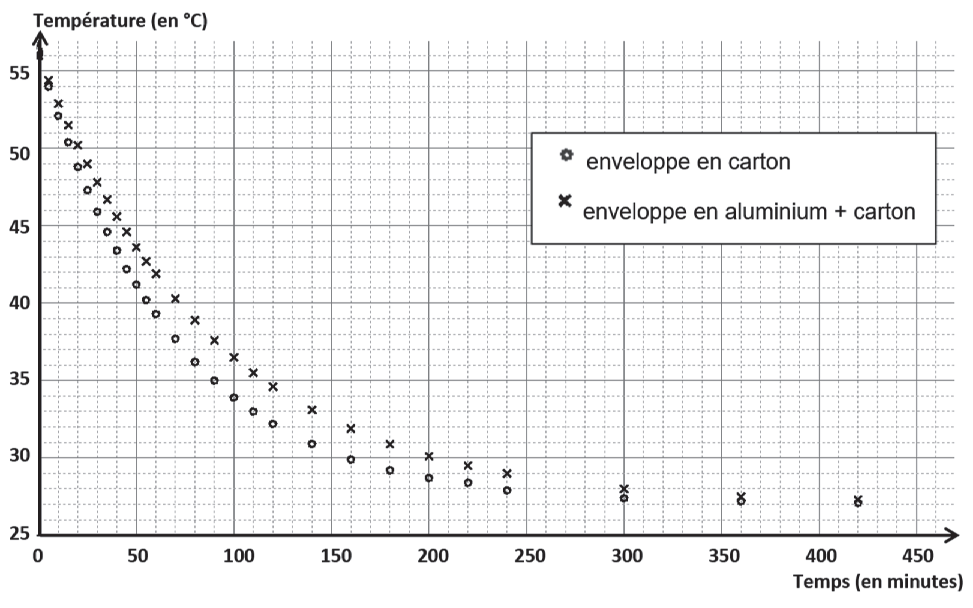 Température (en °C)
55
50
45
40
35
30
25
enveloppe en carton
enveloppe en aluminium + carton
0 50 100 150 200 250 300 350 400 450
Temps (en minutes)